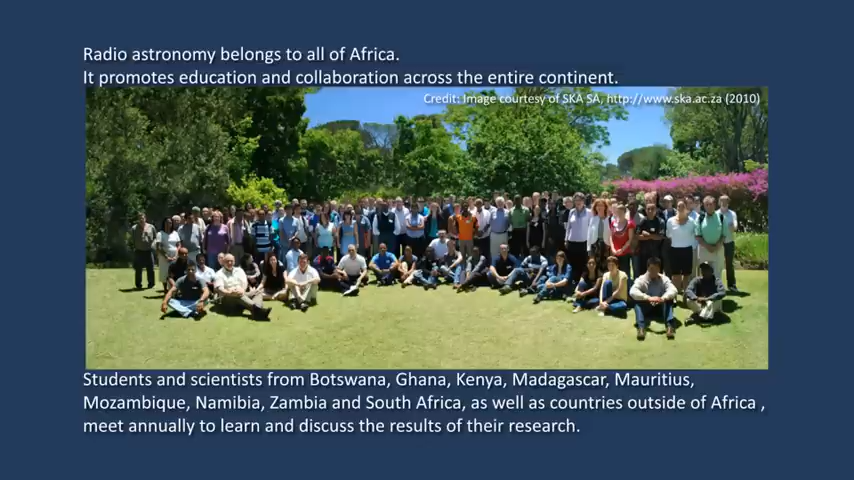 Radio astronomy belongs to all of Africa.
It promotes education and collaboration across the entire continent.
Credit: Image courtesy of SKA SA, http://www.ska.ac.za (2010)
Students and scientists from Botswana, Ghana, Kenya, Madagascar, Mauritius,
Mozambique, Namibia, Zambia and South Africa, as well as countries outside of Africa ,
meet annually to learn and discuss the results of their research.